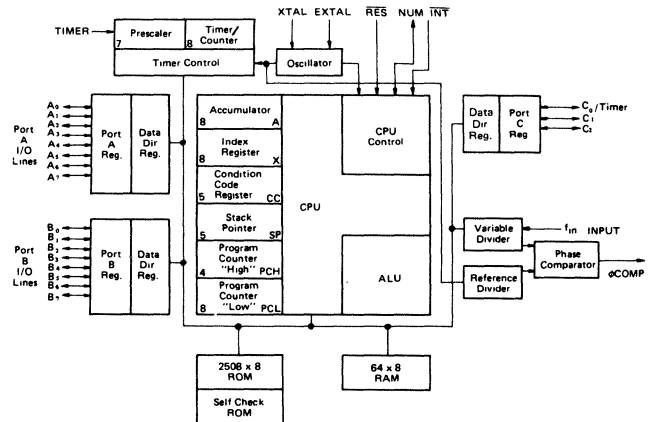 XTAL EXTAL RES NUM INT
TIMER
Prescaler
7
Timer/
Counter
8
Timer Control
Oscillator
Port
A
I/O
Lines
A0
A1
A2
A3
A4
A5
A6
A7
Port
A
Reg.
Data
Dir
Reg.
Port
B
I/O
Lines
B0
B1
B2
B3
B4
B5
B6
B7
Port
B
Reg.
Data
Dir
Reg.
Accumulator
8 A
Index
Register
8 X
Condition
Code
Register
5 CC
Stack
Pointer
5 SP
Program
Counter
"High"
4 PCH
Program
Counter
"Low"
8 PCL
CPU
CPU
Control
ALU
Data
Dir
Reg
Port
C
Reg
C0/Timer
C1
C2
Variable
Divider
fin INPUT
Reference
Divider
Phase
Comparator
φCOMP
2508 x 8
ROM
Self Check
ROM
64 x 8
RAM